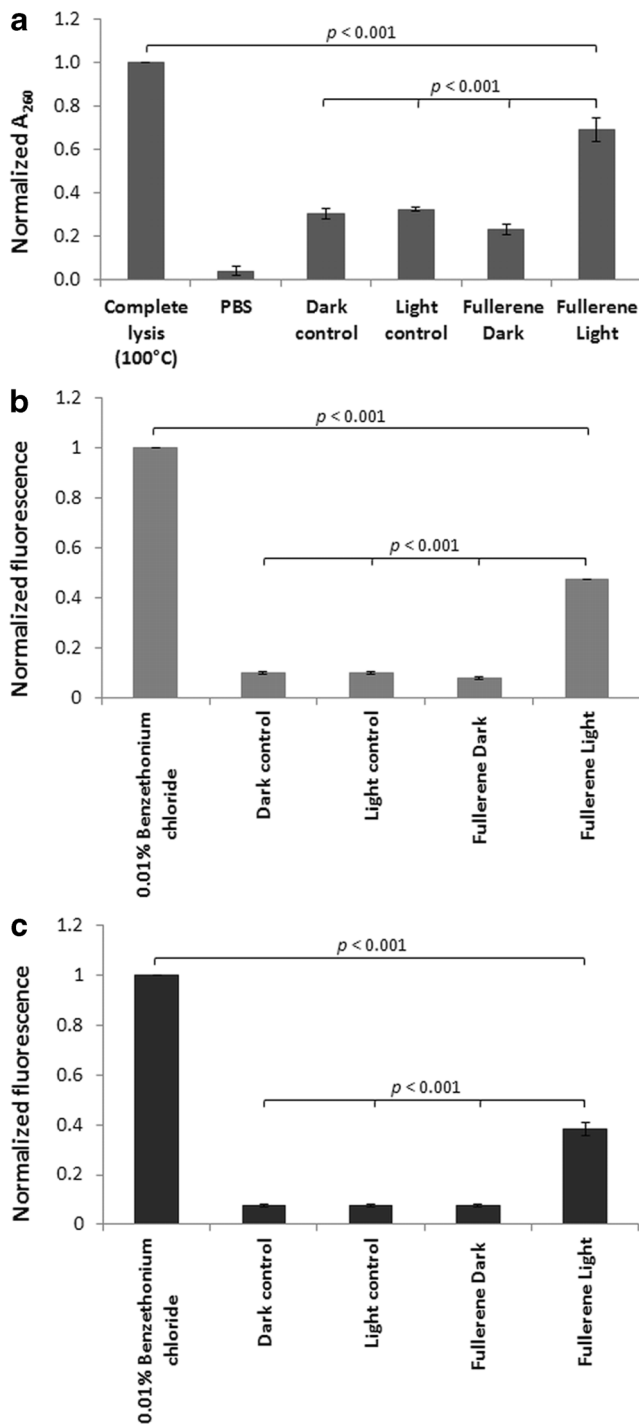 a
Normalized A260
1.2
1.0
0.8
0.6
0.4
0.2
0.0
p < 0.001
p < 0.001
Complete lysis (100°C)
PBS
Dark control
Light control
Fullerene Dark
Fullerene Light
b
Normalized fluorescence
1.2
1
0.8
0.6
0.4
0.2
0
p < 0.001
p < 0.001
0.01% Benzethonium chloride
Dark control
Light control
Fullerene Dark
Fullerene Light
c
Normalized fluorescence
1.2
1
0.8
0.6
0.4
0.2
0
p < 0.001
p < 0.001
0.01% Benzethonium chloride
Dark control
Light control
Fullerene Dark
Fullerene Light